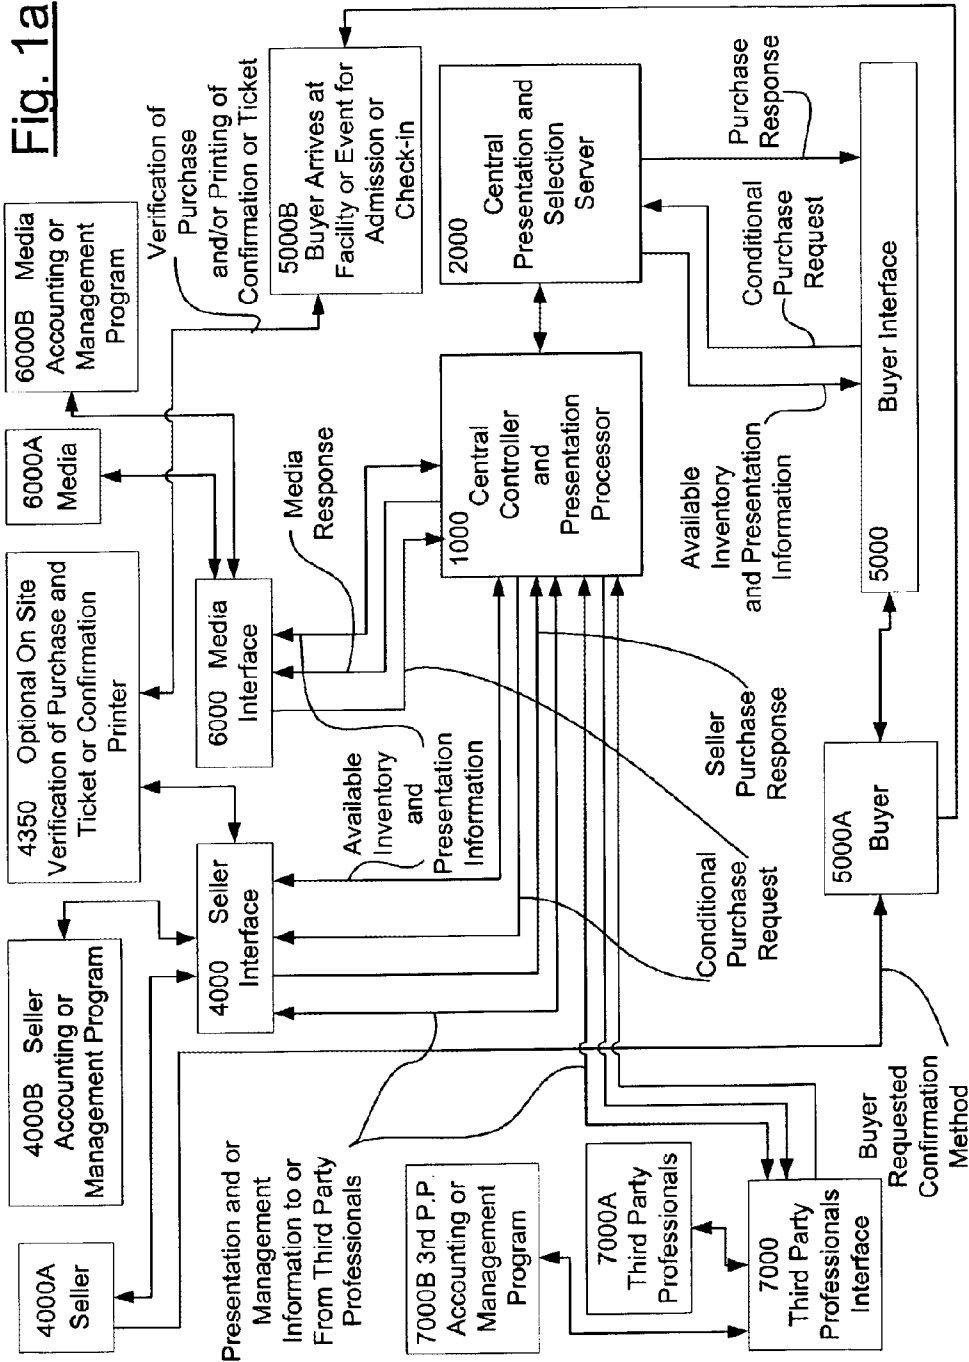 Fig. 1a
4000A
Seller
4000B Seller
Accounting or
Management Program
4350 Optional On Site
Verification of Purchase and
Ticket or Confirmation
Printer
6000A
Media
6000B Media
Accounting or
Management
Program
Verification of
Purchase
and/or Printing of
Confirmation or Ticket
4000 Seller
Interface
6000 Media
Interface
5000B
Buyer Arrives at
Facility or Event for
Admission or
Check-in
Presentation and or
Management
Information to or
From Third Party
Professionals
Available
Inventory
and
Presentation
Information
Media
Response
7000B 3rd P.P.
Accounting or
Management
Program
1000 Central
Controller
and
Presentation
Processor
2000
Central
Presentation and
Selection
Server
7000A
Third Party
Professionals
Conditional
Purchase
Request
Seller
Purchase
Response
Available
Inventory
and Presentation
Information
Conditional
Purchase
Request
Purchase
Response
7000
Third Party
Professionals
Interface
Buyer
Requested
Confirmation
Method
5000A
Buyer
5000
Buyer Interface